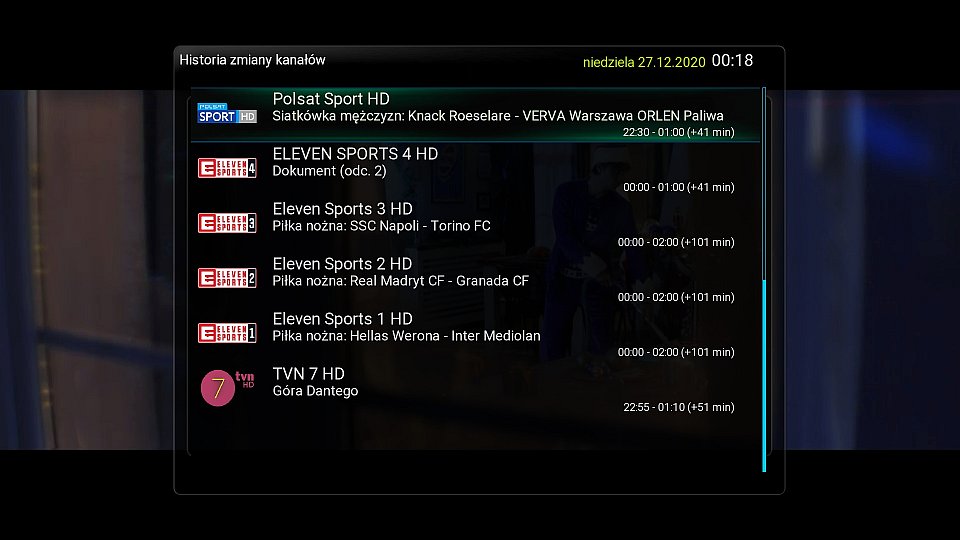 Historia zmiany kanałów
niedziela 27.12.2020 00:18
POLSAT
SPORT HD
Polsat Sport HD
Siatkówka mężczyzn: Knack Roeselare - VERVA Warszawa ORLEN Paliwa
22:30 - 01:00 (+41 min)
ELEVEN
SPORTS 4
ELEVEN SPORTS 4 HD
Dokument (odc. 2)
00:00 - 01:00 (+41 min)
ELEVEN
SPORTS 3
Eleven Sports 3 HD
Piłka nożna: SSC Napoli - Torino FC
00:00 - 02:00 (+101 min)
ELEVEN
SPORTS 2
Eleven Sports 2 HD
Piłka nożna: Real Madryt CF - Granada CF
00:00 - 02:00 (+101 min)
ELEVEN
SPORTS 1
Eleven Sports 1 HD
Piłka nożna: Hellas Werona - Inter Mediolan
00:00 - 02:00 (+101 min)
7 tvn
HD
TVN 7 HD
Góra Dantego
22:55 - 01:10 (+51 min)